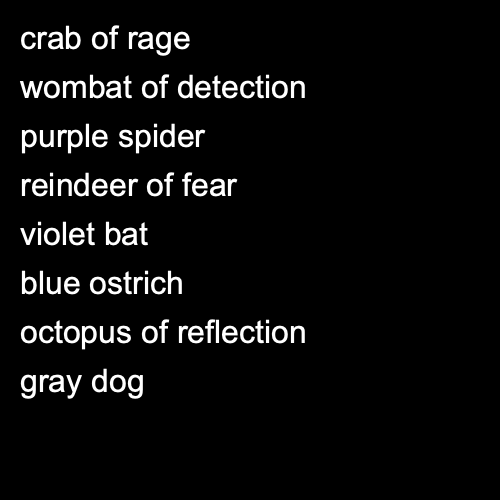 crab of rage
wombat of detection
purple spider
reindeer of fear
violet bat
blue ostrich
octopus of reflection
gray dog